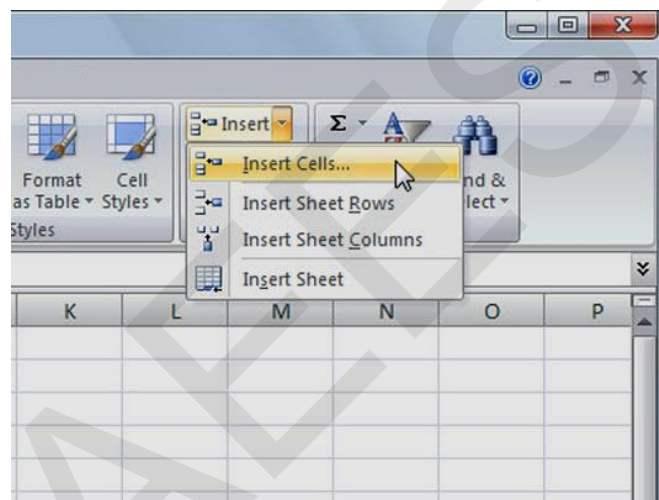 Insert
Σ
Format
as Table
Cell
Styles
nd &
lect
Styles
Insert Cells...
Insert Sheet Rows
Insert Sheet Columns
Insert Sheet
K L M N O P